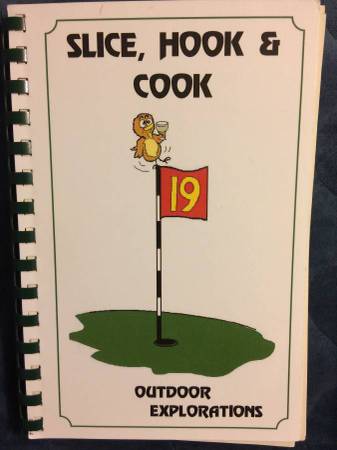 SLICE, HOOK &
COOK
19
OUTDOOR
EXPLORATIONS